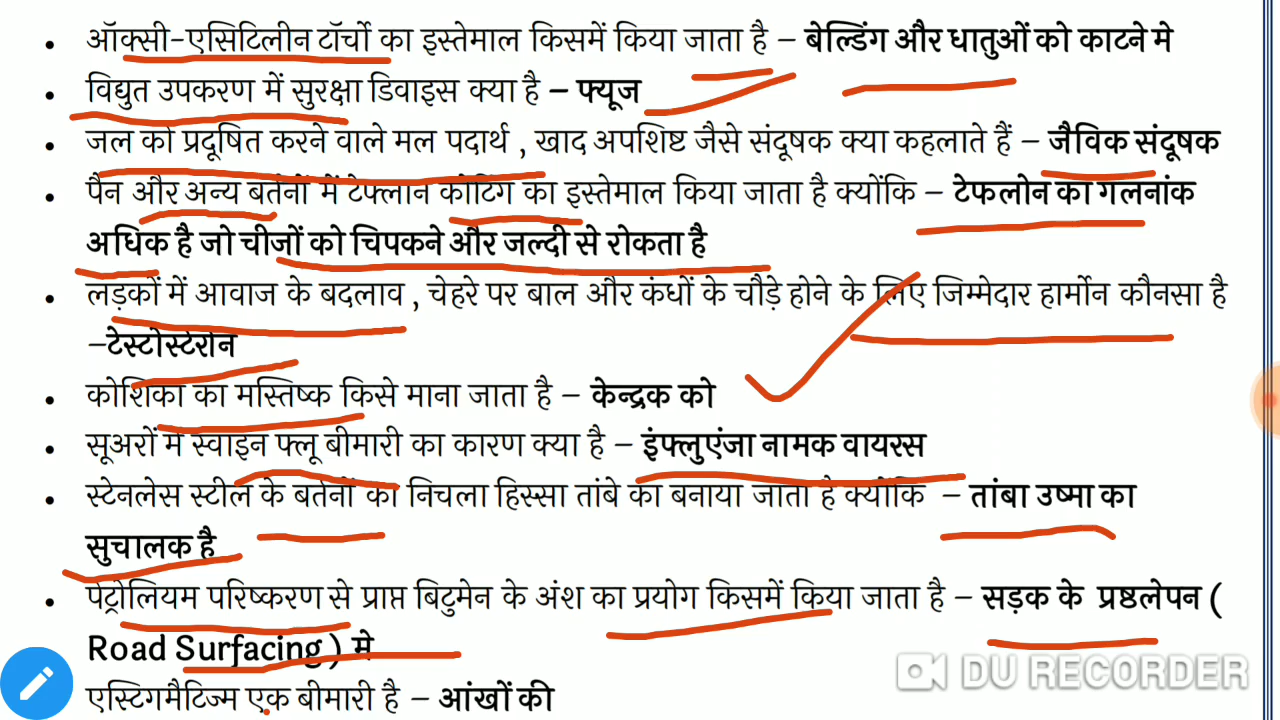 • ऑक्सी-एसिटिलीन टॉर्चो का इस्तेमाल किसमें किया जाता है – बेल्डिंग और धातुओं को काटने मे
• विद्युत उपकरण में सुरक्षा डिवाइस क्या है – फ्यूज
• जल को प्रदूषित करने वाले मल पदार्थ , खाद अपशिष्ट जैसे संदूषक क्या कहलाते हैं – जैविक संदूषक
• पैन और अन्य बर्तनों में टेफ्लान कोटिंग का इस्तेमाल किया जाता है क्योंकि – टेफलोन का गलनांक
अधिक है जो चीजों को चिपकने और जल्दी से रोकता है
• लड़कों में आवाज के बदलाव , चेहरे पर बाल और कंधों के चौड़े होने के लिए जिम्मेदार हार्मोन कौनसा है
–टेस्टोस्टेरोन
• कोशिका का मस्तिष्क किसे माना जाता है – केन्द्रक को
• सूअरों में स्वाइन फ्लू बीमारी का कारण क्या है – इंफ्लुएंजा नामक वायरस
• स्टेनलेस स्टील के बर्तनों का निचला हिस्सा तांबे का बनाया जाता है क्योंकि – तांबा उष्मा का
सुचालक है
• पेट्रोलियम परिष्करण से प्राप्त बिटुमेन के अंश का प्रयोग किसमें किया जाता है – सड़क के प्रष्ठलेपन (
Road Surfacing ) मे
एस्टिगमैटिज्म एक बीमारी है – आंखों की
DU RECORDER